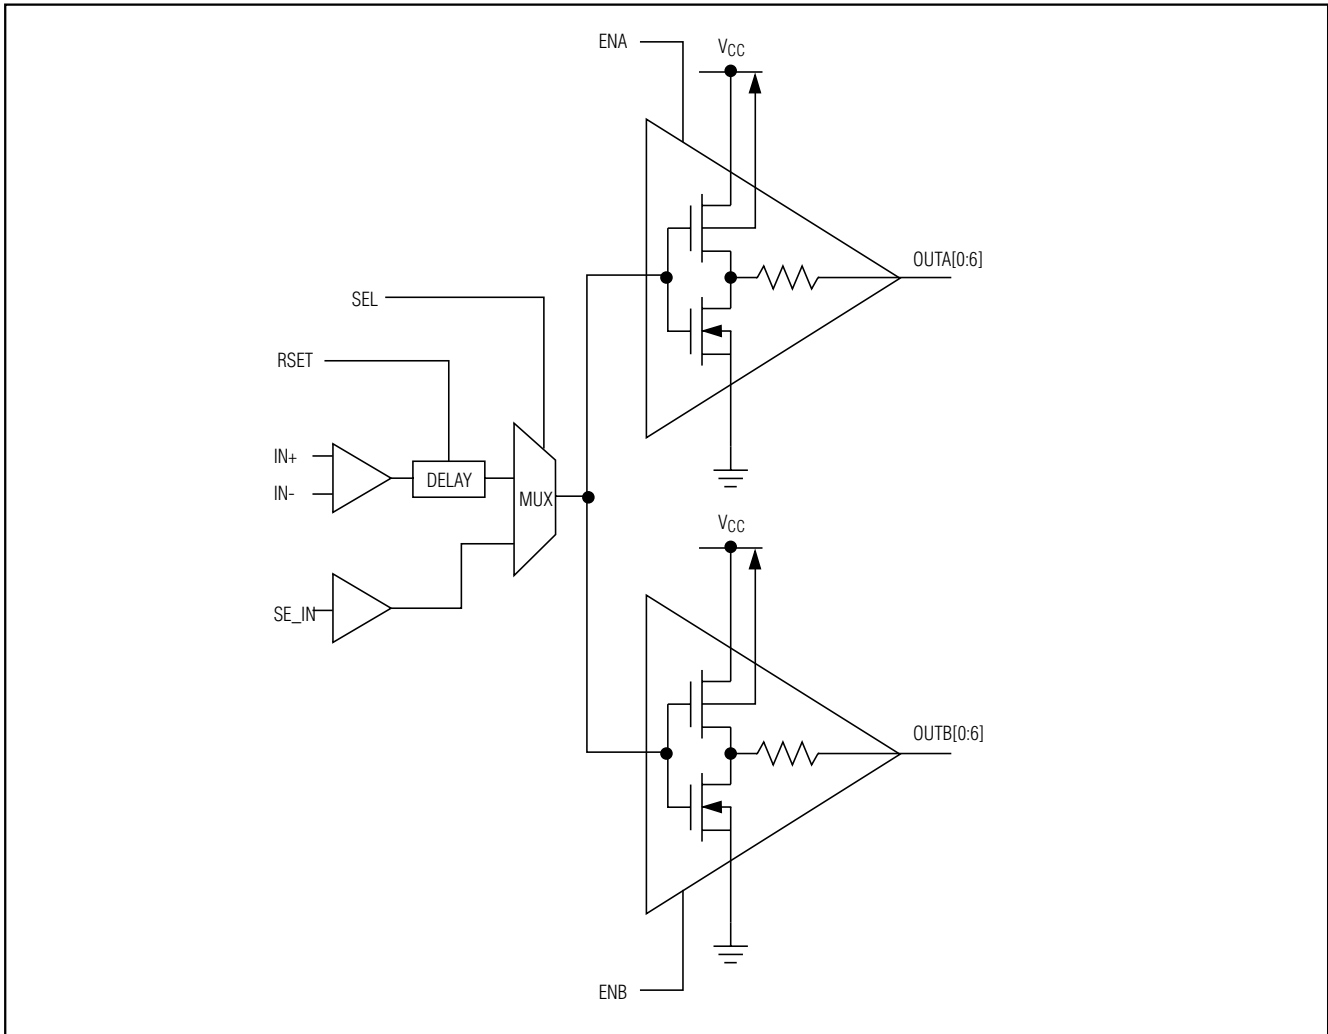 ENA
VCC
OUTA[0:6]
SEL
RSET
IN+
IN-
DELAY
MUX
SE_IN
VCC
OUTB[0:6]
ENB